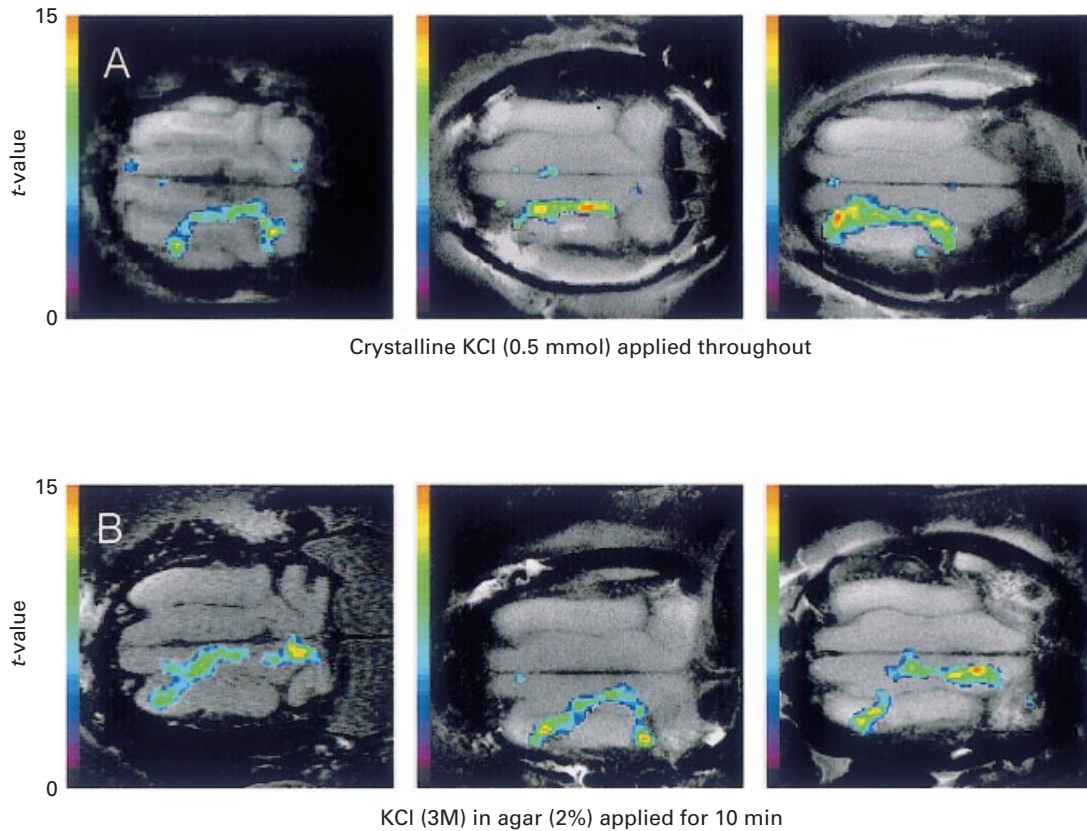 15
A
t-value
0
Crystalline KCl (0.5 mmol) applied throughout
15
B
t-value
0
KCl (3M) in agar (2%) applied for 10 min